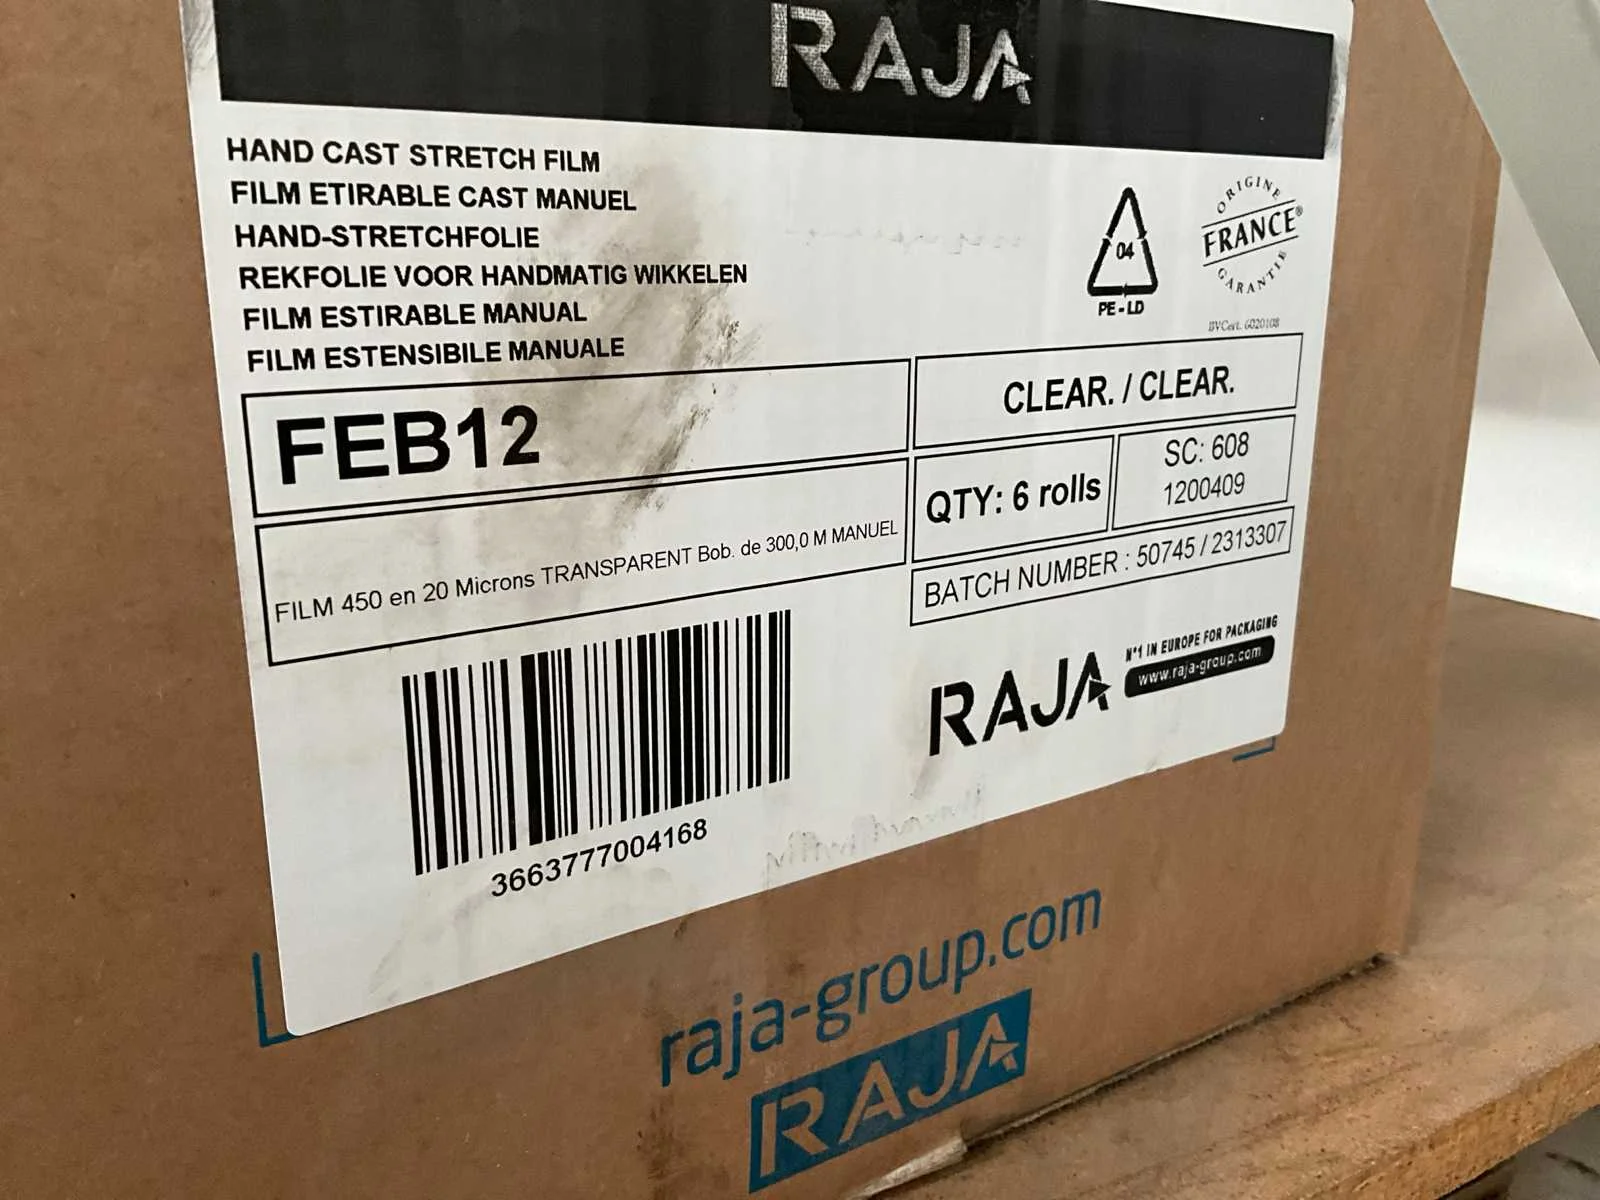 RAJA
HAND CAST STRETCH FILM
FILM ETIRABLE CAST MANUEL
HAND-STRETCHFOLIE
REKFOLIE VOOR HANDMATIG WIKKELEN
FILM ESTIRABLE MANUAL
FILM ESTENSIBILE MANUALE
04
PE-LD
ORIGINE
FRANCE®
GARANTIE
BVCert. 6020108
FEB12
CLEAR. / CLEAR.
QTY: 6 rolls
SC: 608
1200409
FILM 450 en 20 Microns TRANSPARENT Bob. de 300,0 M MANUEL
BATCH NUMBER : 50745 / 2313307
3663777004168
RAJA
N°1 IN EUROPE FOR PACKAGING
www.raja-group.com
raja-group.com
RAJA